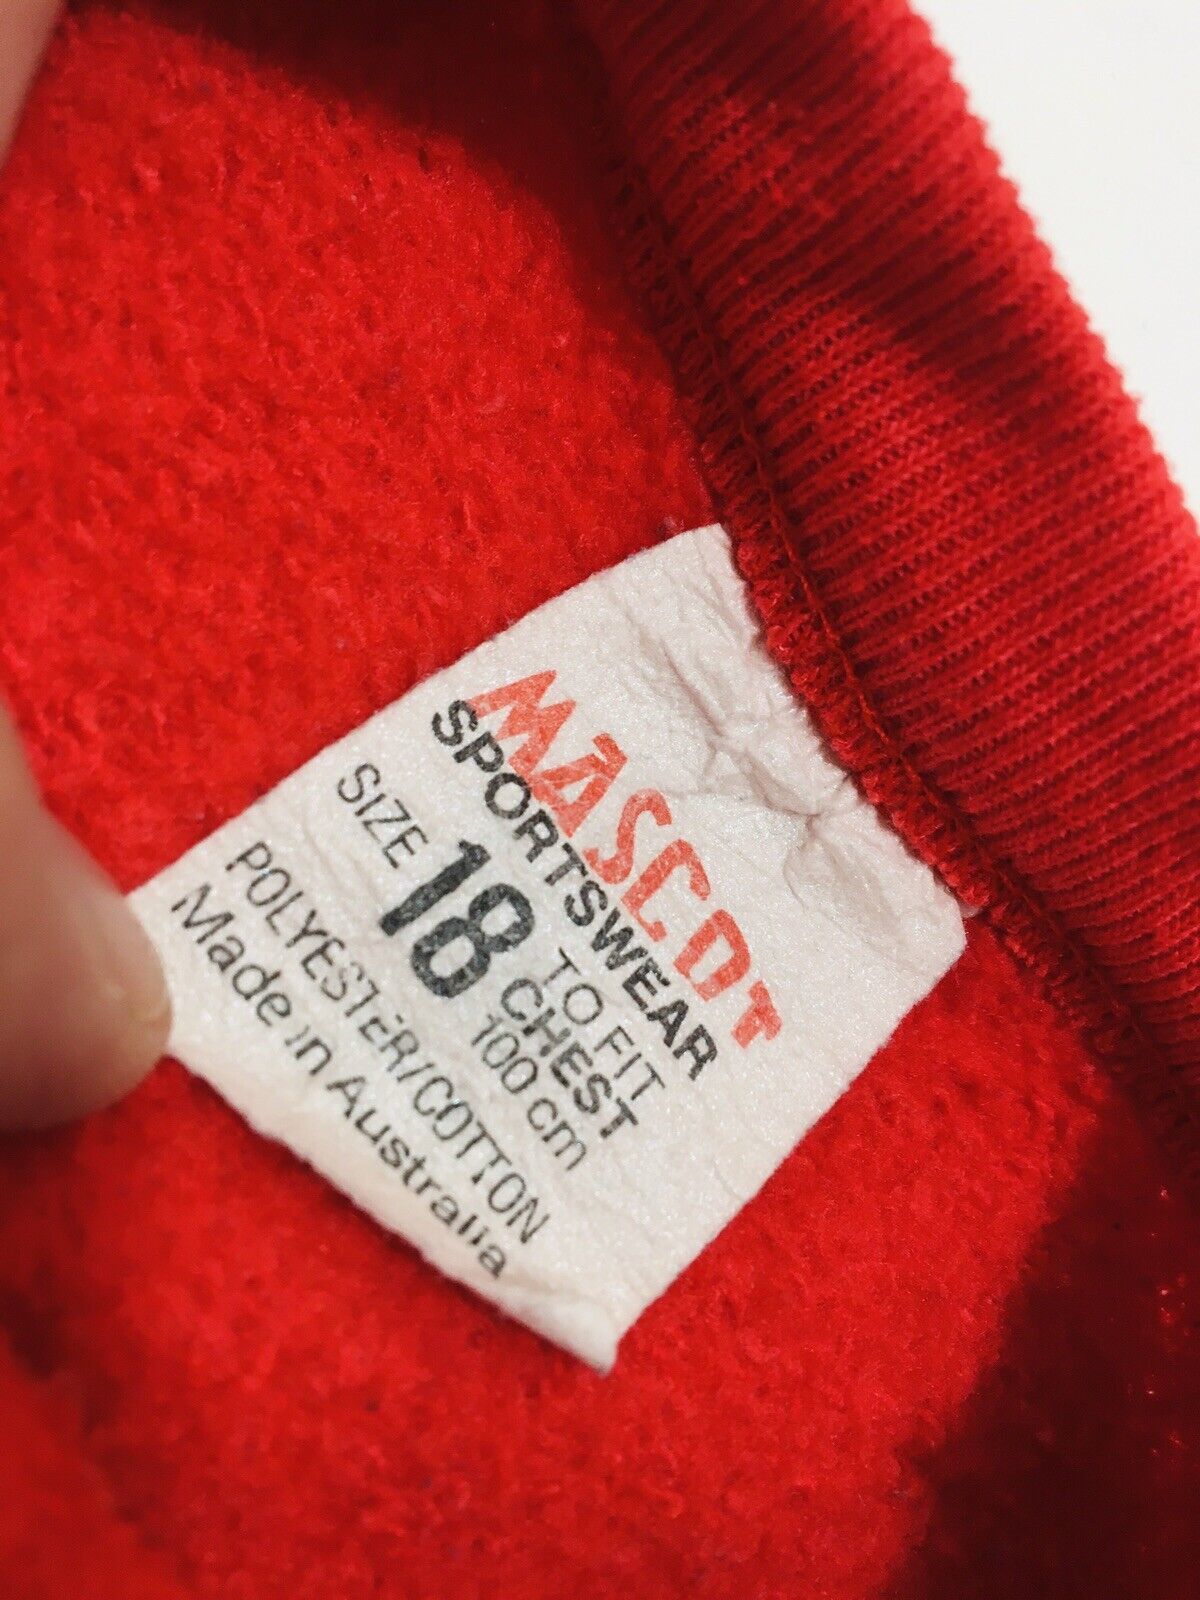 MASCOT
SPORTSWEAR
SIZE 18 TO FIT
CHEST
100 cm
POLYESTER/COTTON
Made in Australia